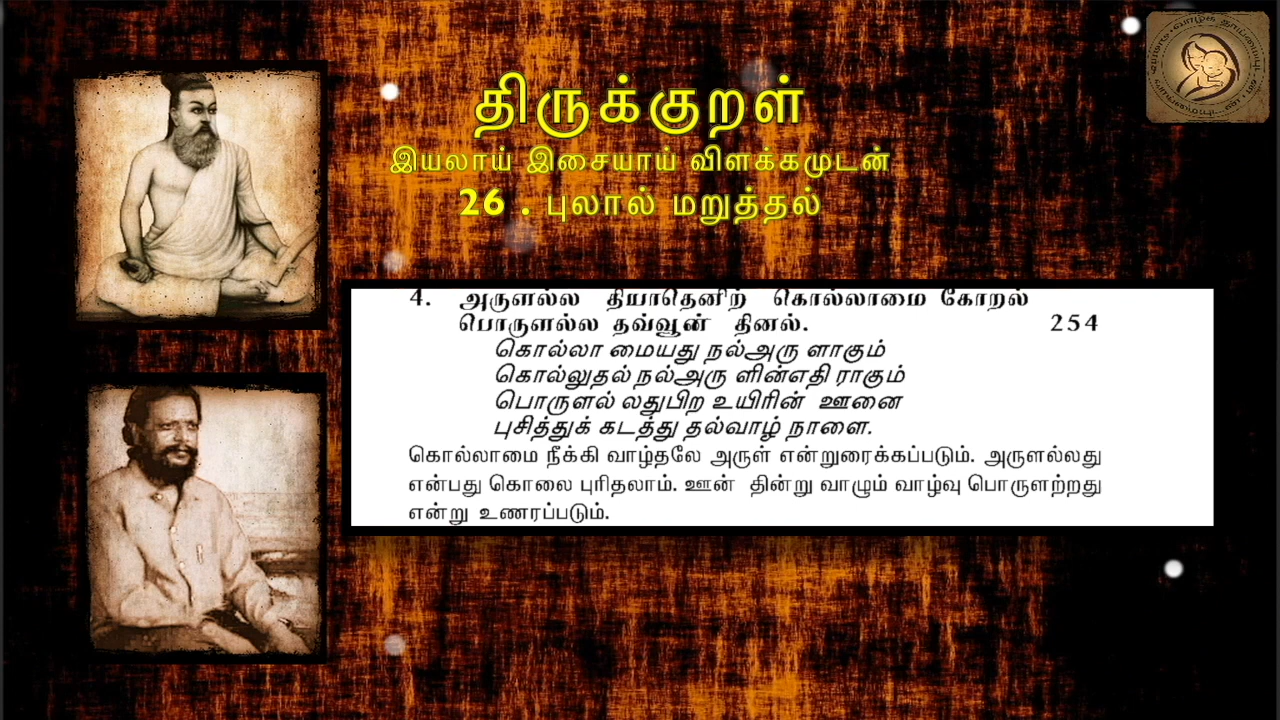 திருக்குறள்
இயலாய் இசையாய் விளக்கமுடன்
26 . புலால் மறுத்தல்
4. அருளல்ல தியாதெனிற் கொல்லாமை கோறல்
பொருளல்ல தவ்வூன் தினல். 254
கொல்லா மையது நல்அரு ளாகும்
கொல்லுதல் நல்அரு ளின்எதி ராகும்
பொருளல் லதுபிற உயிரின் ஊனை
புசித்துக் கடத்து தல்வாழ் நாளை.
கொல்லாமை நீக்கி வாழ்தலே அருள் என்றுரைக்கப்படும். அருளல்லது
என்பது கொலை புரிதலாம். ஊன் தின்று வாழும் வாழ்வு பொருளற்றது
என்று உணரப்படும்.